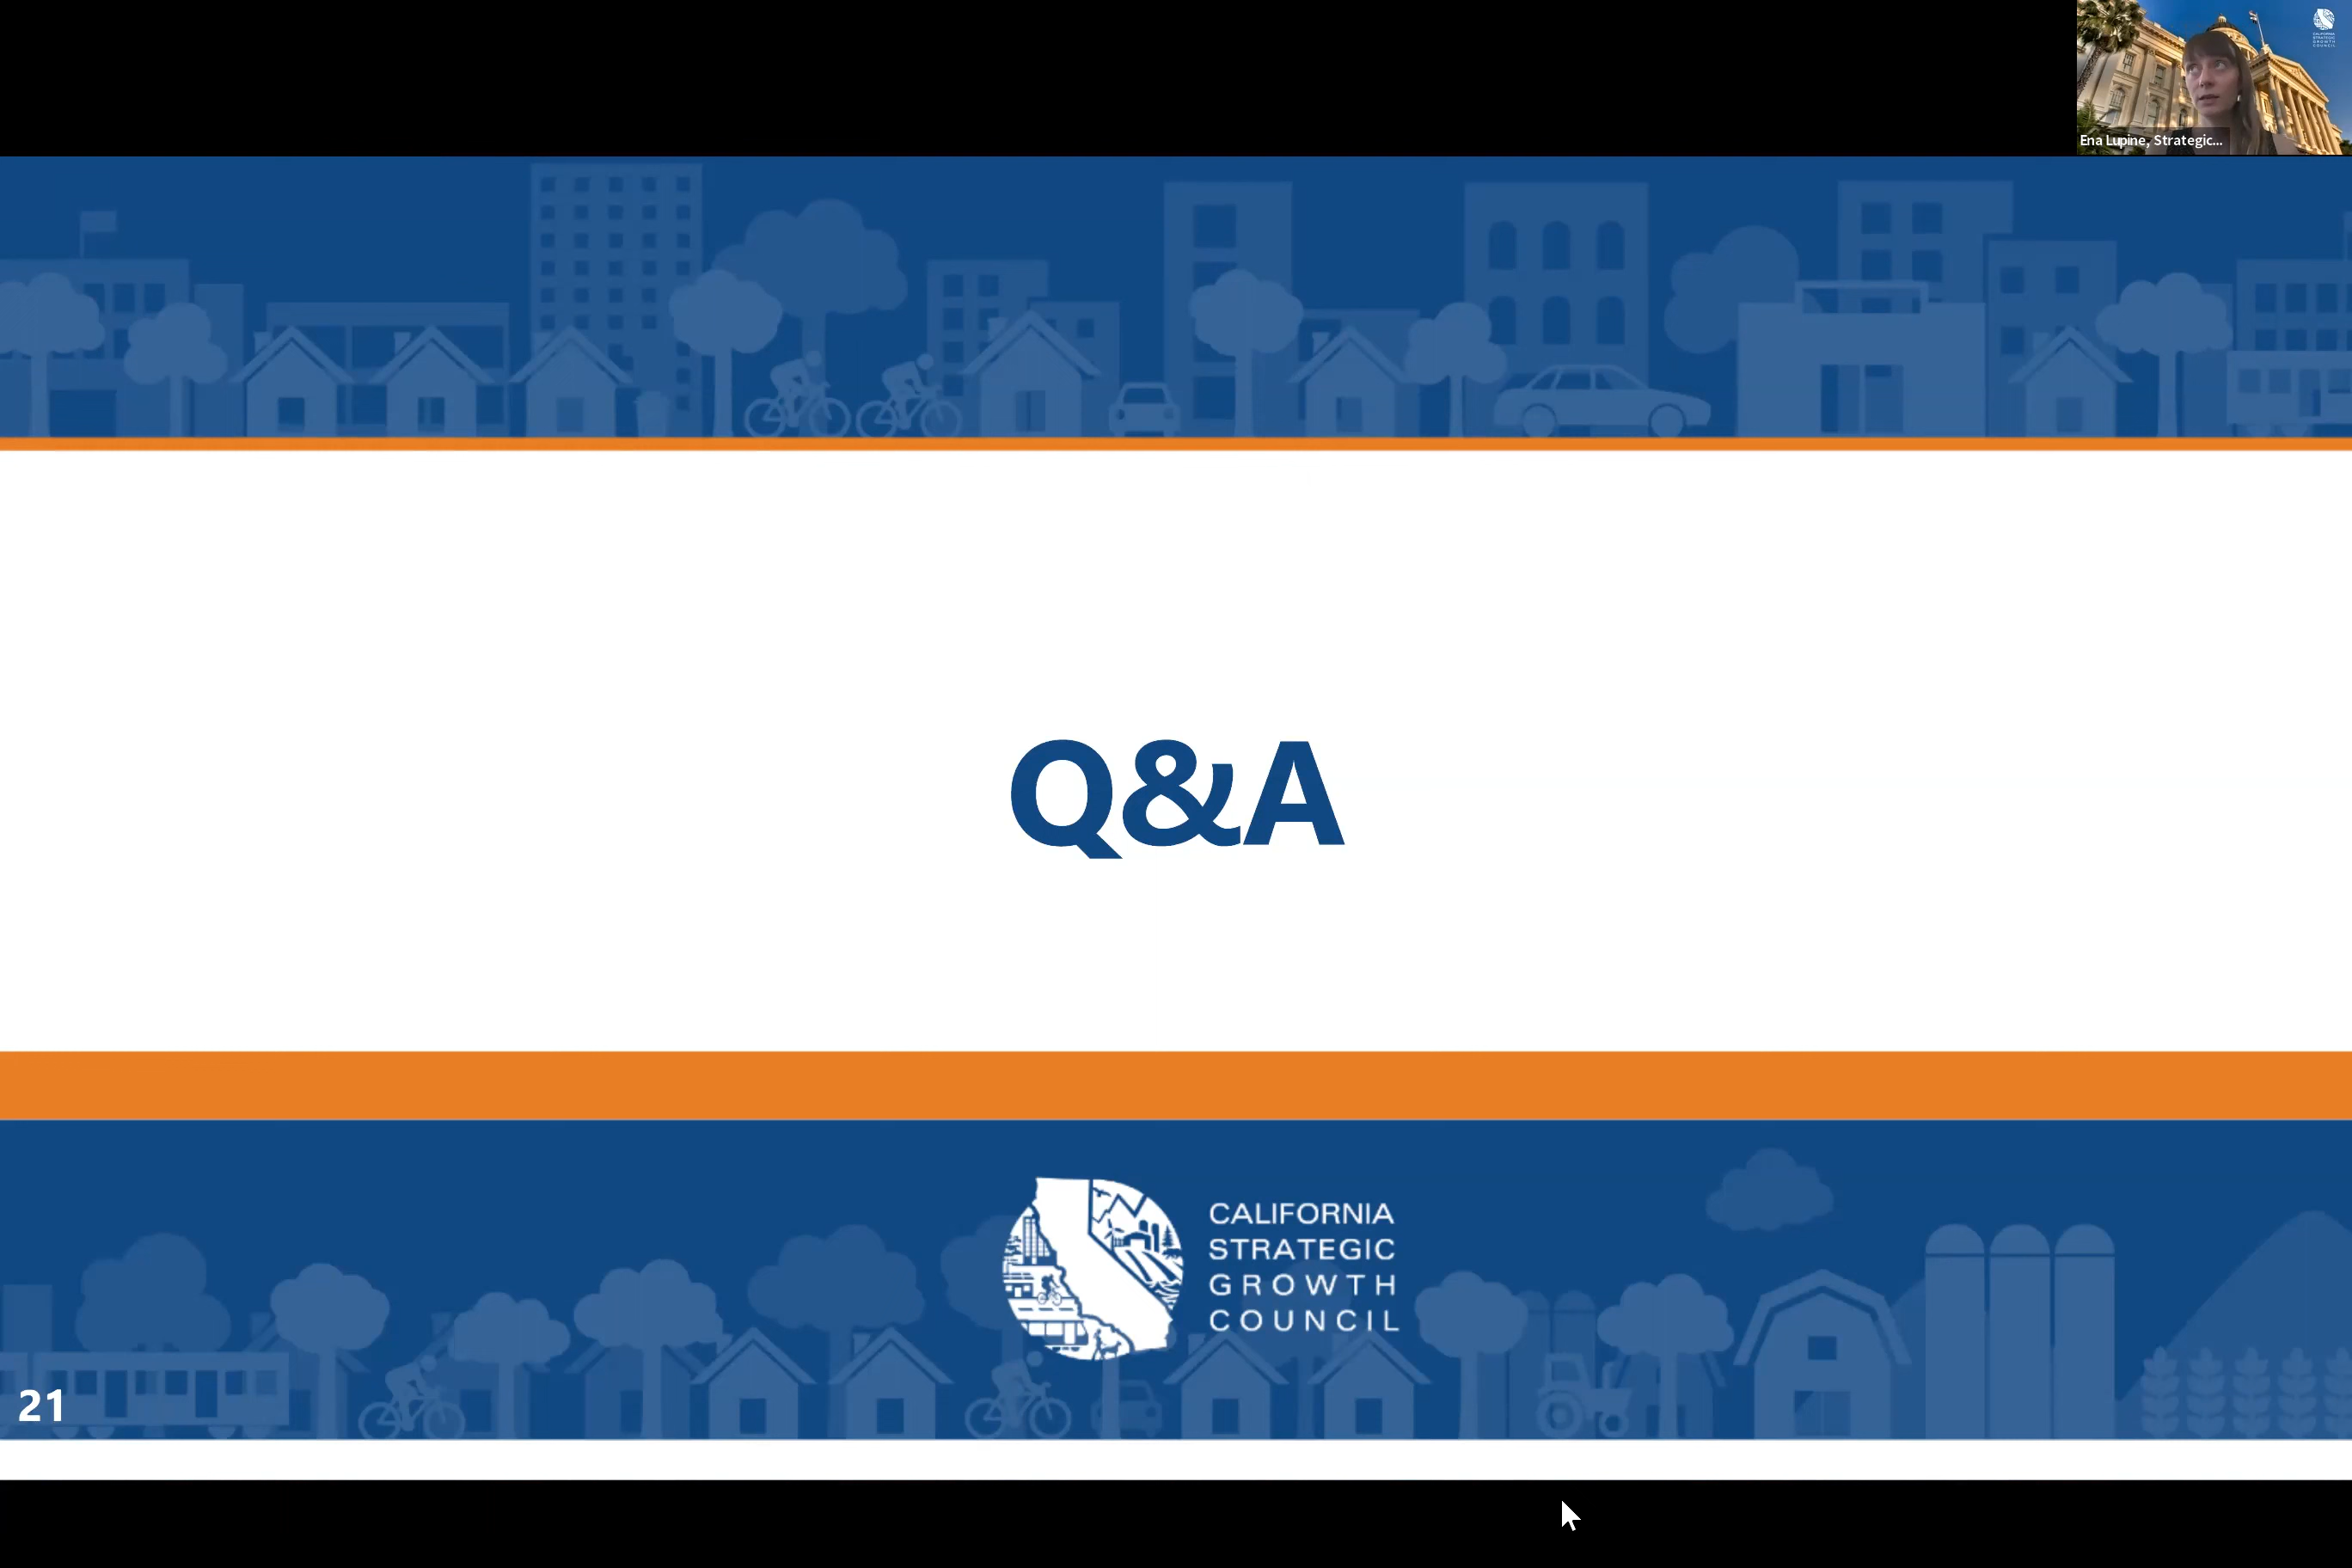 Ena Lupine, Strategic...
Q&A
CALIFORNIA
STRATEGIC
GROWTH
COUNCIL
21